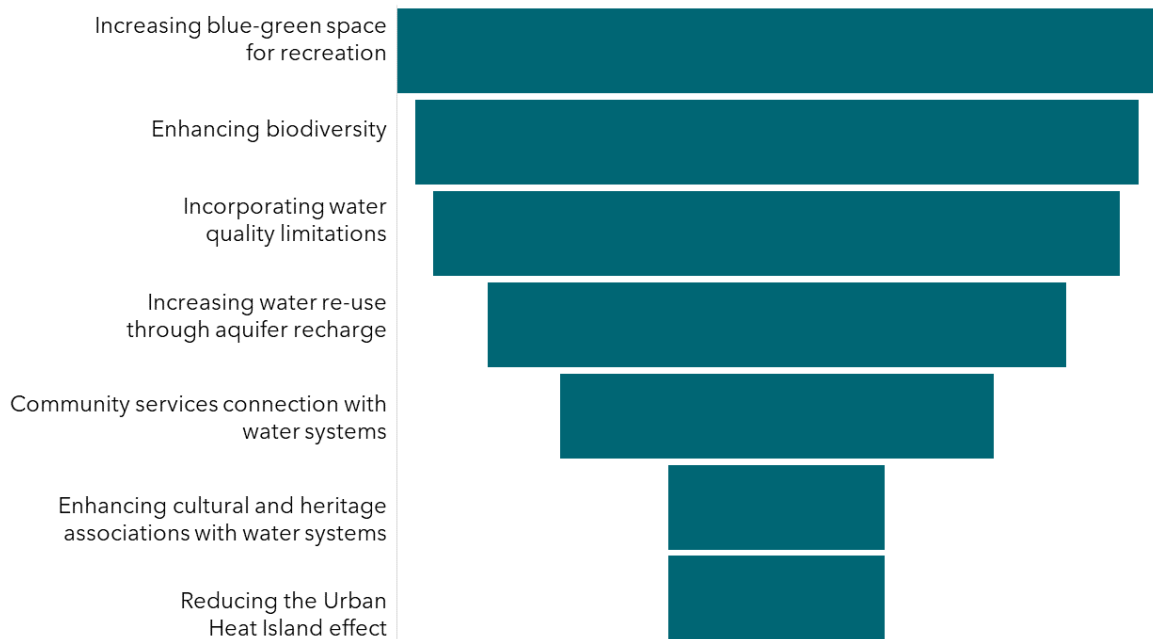 Increasing blue-green space
for recreation
Enhancing biodiversity
Incorporating water
quality limitations
Increasing water re-use
through aquifer recharge
Community services connection with
water systems
Enhancing cultural and heritage
associations with water systems
Reducing the Urban
Heat Island effect